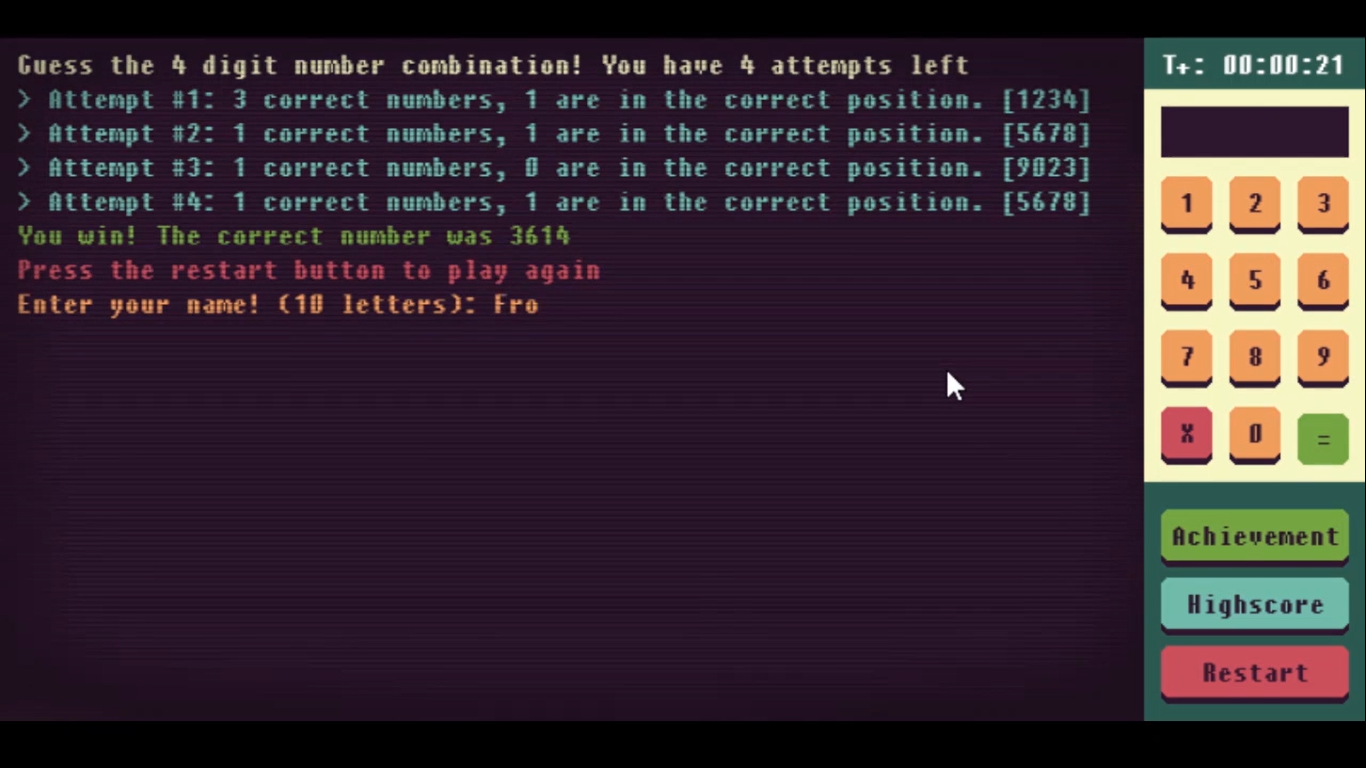 Guess the 4 digit number combination! You have 4 attempts left
> Attempt #1: 3 correct numbers, 1 are in the correct position. [1234]
> Attempt #2: 1 correct numbers, 1 are in the correct position. [5678]
> Attempt #3: 1 correct numbers, 0 are in the correct position. [9023]
> Attempt #4: 1 correct numbers, 1 are in the correct position. [5678]
You win! The correct number was 3614
Press the restart button to play again
Enter your name! (10 letters): Fro
T+: 00:00:21
1 2 3
4 5 6
7 8 9
X 0 =
Achievement
Highscore
Restart